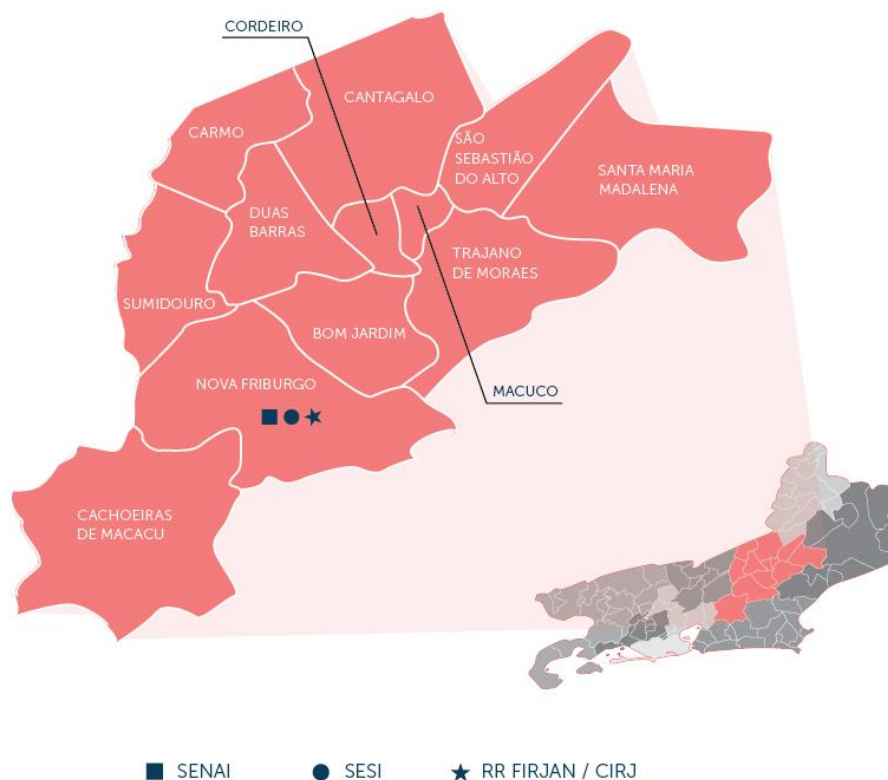 CORDEIRO
CANTAGALO
CARMO
SÃO
SEBASTIÃO
DO ALTO
SANTA MARIA
MADALENA
DUAS
BARRAS
TRAJANO
DE MORAES
SUMIDOURO
BOM JARDIM
NOVA FRIBURGO
MACUCO
CACHOEIRAS
DE MACACU
SENAI
SESI
RR FIRJAN / CIRJ